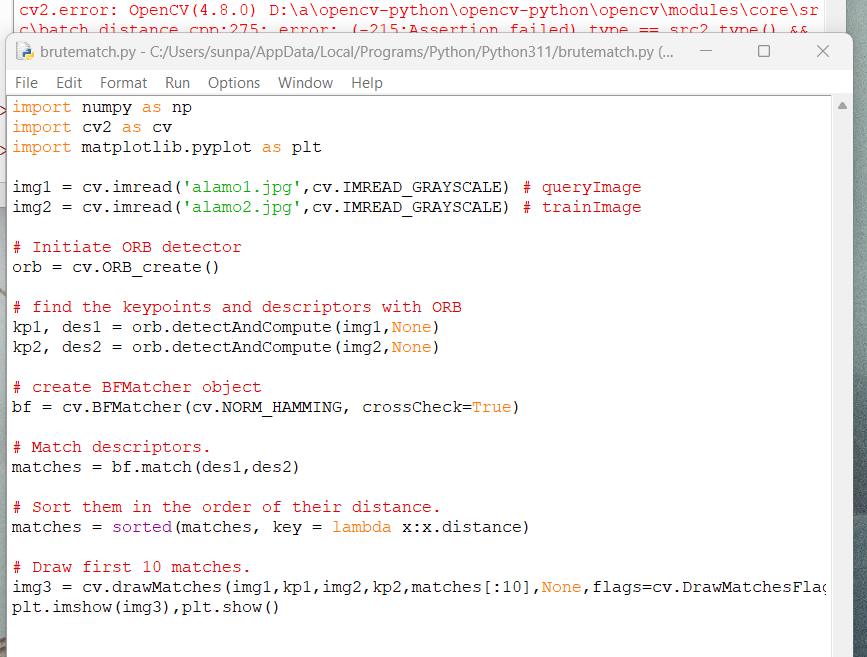 cv2.error: OpenCV(4.8.0) D:\a\opencv-python\opencv-python\opencv\modules\core\sr
c\batch_distance.cpp:275: error: (-215:Assertion failed) type == src2.type() &&
brutematch.py - C:/Users/sunpa/AppData/Local/Programs/Python/Python311/brutematch.py (...
File Edit Format Run Options Window Help
import numpy as np
import cv2 as cv
import matplotlib.pyplot as plt
img1 = cv.imread('alamo1.jpg',cv.IMREAD_GRAYSCALE) # queryImage
img2 = cv.imread('alamo2.jpg',cv.IMREAD_GRAYSCALE) # trainImage
# Initiate ORB detector
orb = cv.ORB_create()
# find the keypoints and descriptors with ORB
kp1, des1 = orb.detectAndCompute(img1,None)
kp2, des2 = orb.detectAndCompute(img2,None)
# create BFMatcher object
bf = cv.BFMatcher(cv.NORM_HAMMING, crossCheck=True)
# Match descriptors.
matches = bf.match(des1,des2)
# Sort them in the order of their distance.
matches = sorted(matches, key = lambda x:x.distance)
# Draw first 10 matches.
img3 = cv.drawMatches(img1,kp1,img2,kp2,matches[:10],None,flags=cv.DrawMatchesFlag
plt.imshow(img3),plt.show()